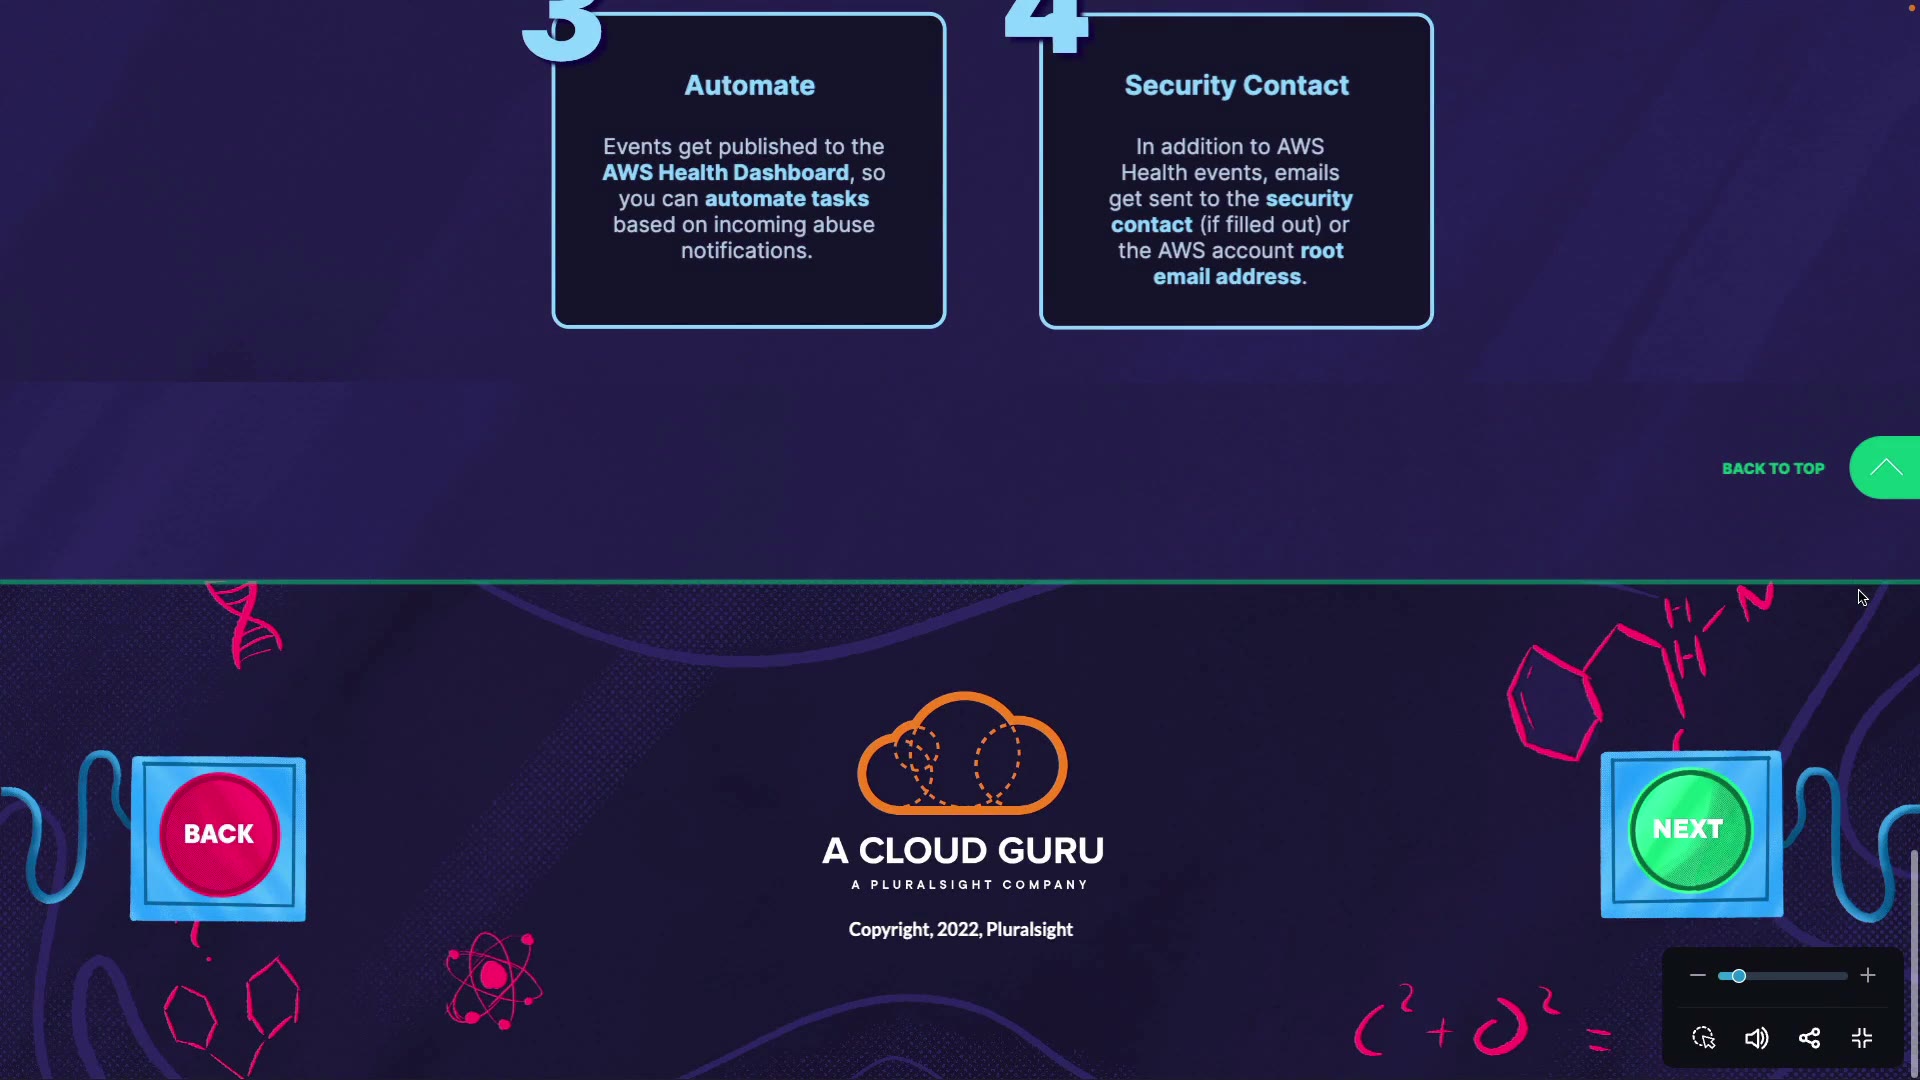 3
Automate
Events get published to the
AWS Health Dashboard, so
you can automate tasks
based on incoming abuse
notifications.
4
Security Contact
In addition to AWS
Health events, emails
get sent to the security
contact (if filled out) or
the AWS account root
email address.
BACK TO TOP
H
N
H
BACK
NEXT
A CLOUD GURU
A PLURALSIGHT COMPANY
Copyright, 2022, Pluralsight
C² + O² =